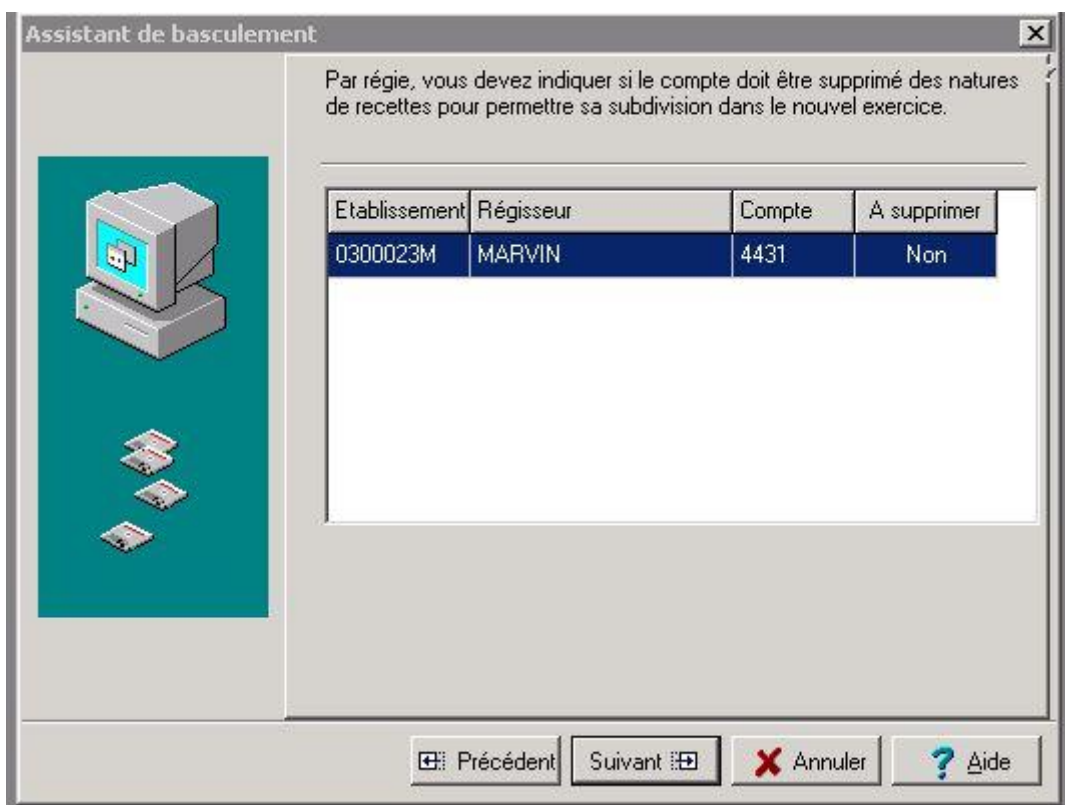 Assistant de basculement
Par régie, vous devez indiquer si le compte doit être supprimé des natures
de recettes pour permettre sa subdivision dans le nouvel exercice.
Etablissement Régisseur Compte A supprimer
0300023M MARVIN 4431 Non
Précédent Suivant Annuler Aide